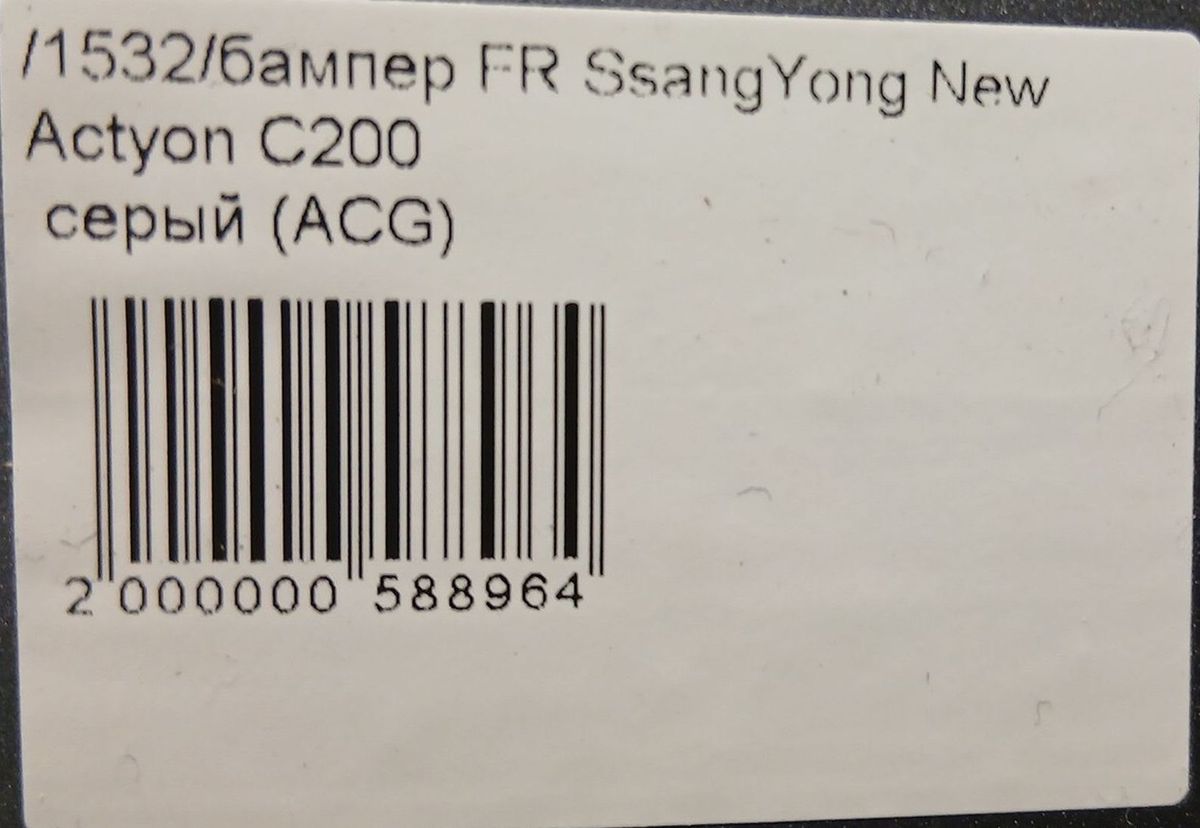 /1532/бампер FR SsangYong New
Actyon C200
серый (ACG)
2 000000 588964